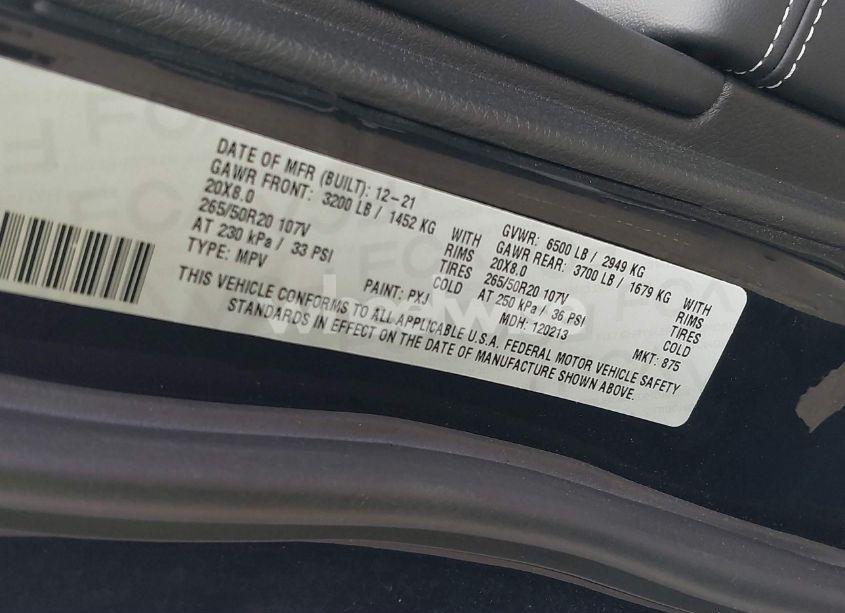 DATE OF MFR (BUILT): 12-21
GAWR FRONT: 3200 LB / 1452 KG WITH
20X8.0 RIMS
265/50R20 107V TIRES
AT 230 kPa / 33 PSI COLD
TYPE: MPV
PAINT: PXJ
GVWR: 6500 LB / 2949 KG
GAWR REAR: 3700 LB / 1679 KG WITH
20X8.0 RIMS
265/50R20 107V TIRES
AT 250 kPa / 36 PSI COLD
MDH: 120213
MKT: 875
THIS VEHICLE CONFORMS TO ALL APPLICABLE U.S.A. FEDERAL MOTOR VEHICLE SAFETY
STANDARDS IN EFFECT ON THE DATE OF MANUFACTURE SHOWN ABOVE.